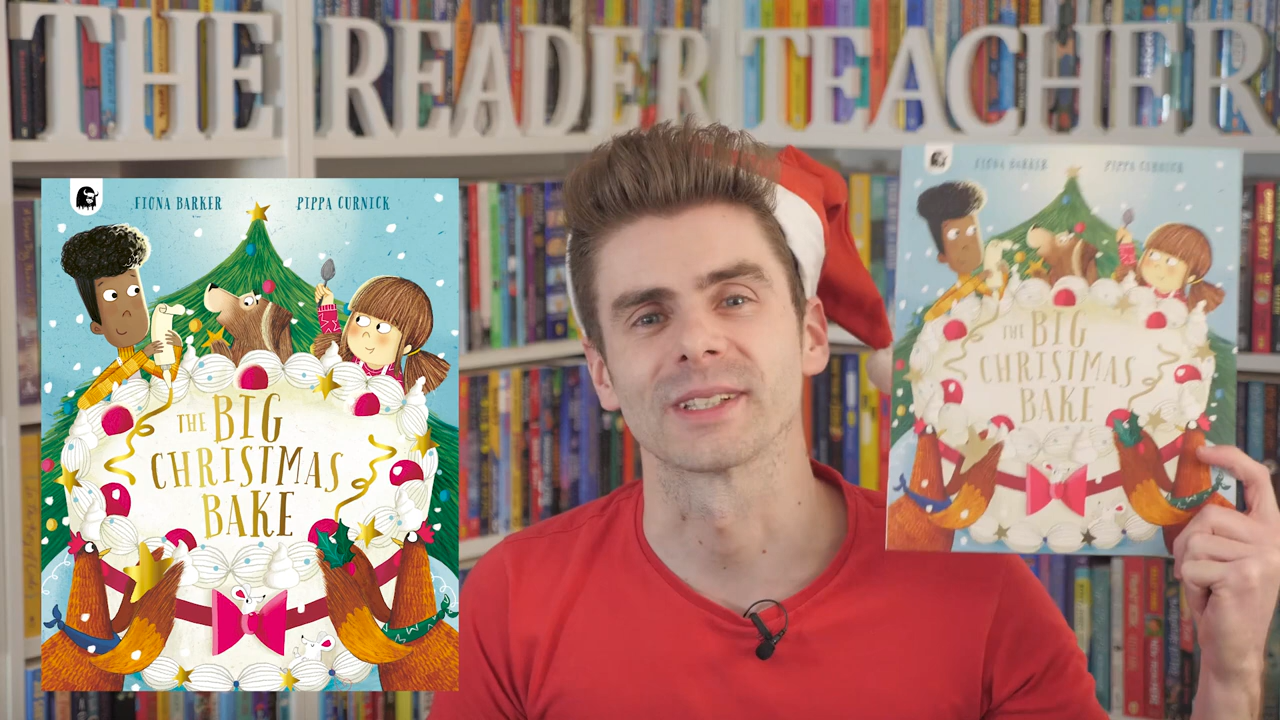 THE READER TEACHER
FIONA BARKER PIPPA CURNICK
THE BIG
CHRISTMAS
BAKE
FIONA BARKER PIPPA CURNICK
THE BIG
CHRISTMAS
BAKE